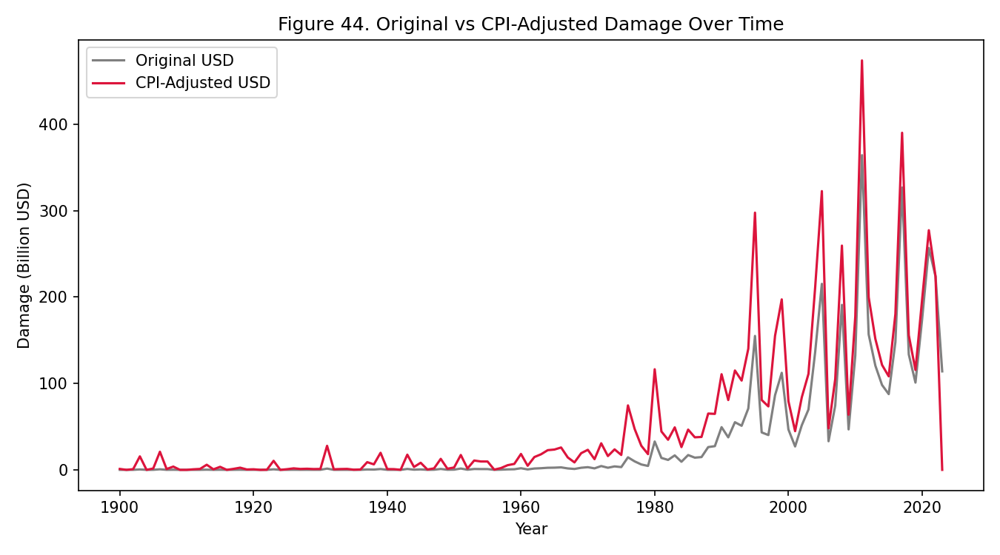 Figure 44. Original vs CPI-Adjusted Damage Over Time
Original USD
CPI-Adjusted USD
Damage (Billion USD)
400
300
200
100
0
1900
1920
1940
1960
1980
2000
2020
Year